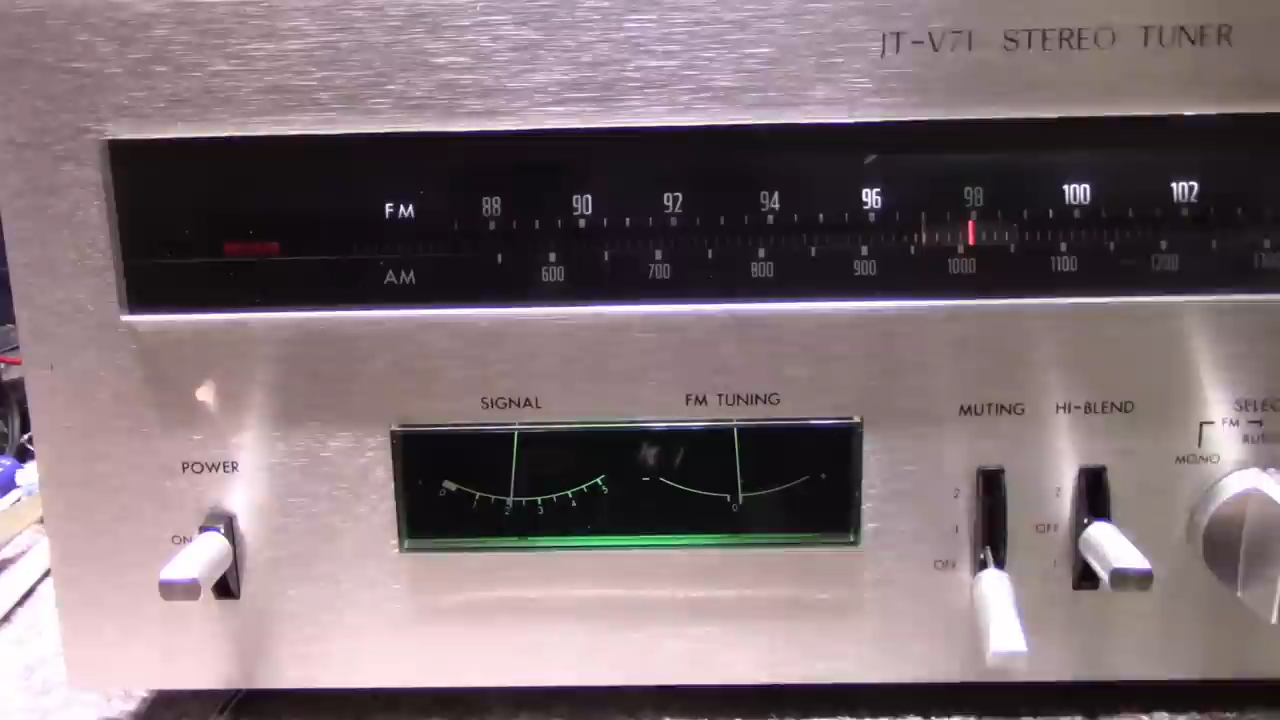 JT-V71 STEREO TUNER
FM 88 90 92 94 96 98 100 102
AM 600 700 800 900 1000 1100 1200
SIGNAL FM TUNING MUTING HI-BLEND
FM
MONO
POWER
0 1 2 3 4 5
- 0 +
2 2
ON
1 OFF
OFF 1